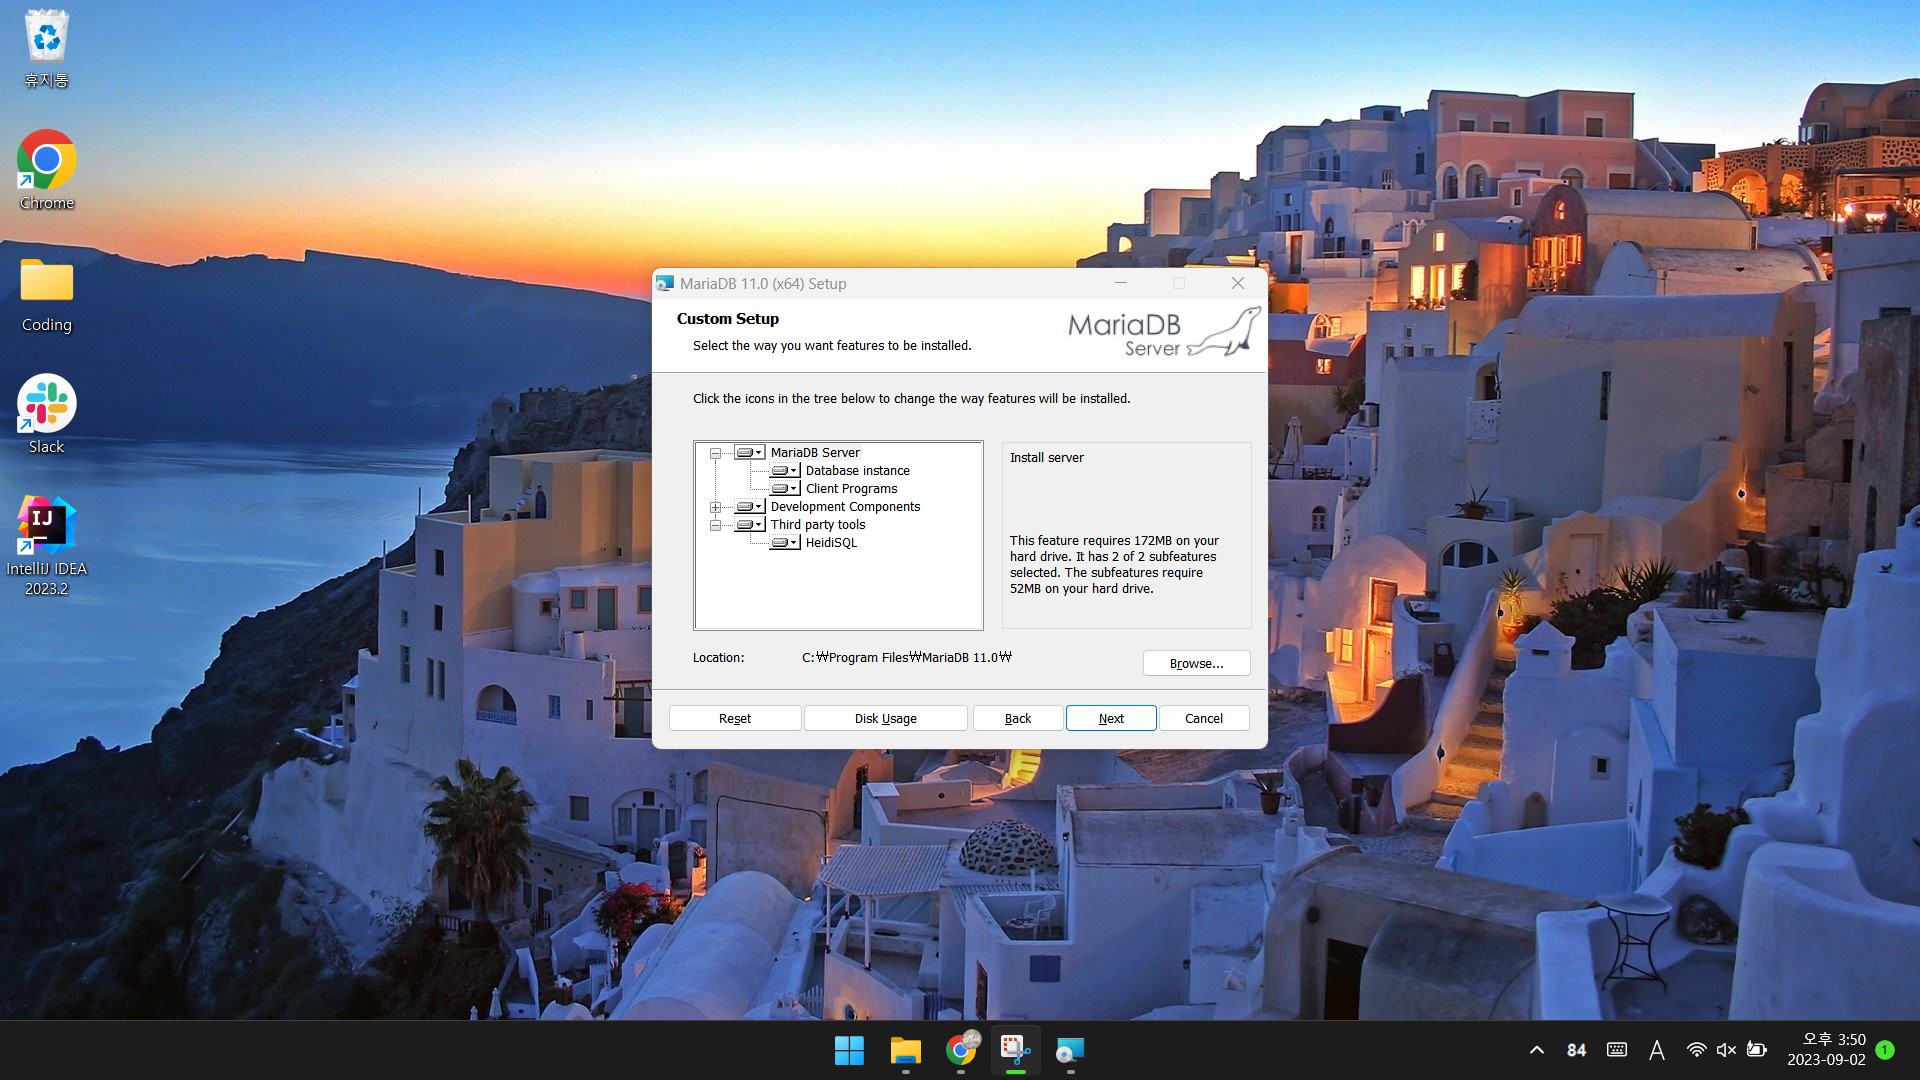 휴지통
Chrome
Coding
Slack
IJ
IntelliJ IDEA
2023.2
MariaDB 11.0 (x64) Setup
Custom Setup
Select the way you want features to be installed.
MariaDB
Server
Click the icons in the tree below to change the way features will be installed.
MariaDB Server
Database instance
Client Programs
Development Components
Third party tools
HeidiSQL
Install server
This feature requires 172MB on your
hard drive. It has 2 of 2 subfeatures
selected. The subfeatures require
52MB on your hard drive.
Location:
C:₩Program Files₩MariaDB 11.0₩
Browse...
Reset
Disk Usage
Back
Next
Cancel
84
A
오후 3:50
2023-09-02
1